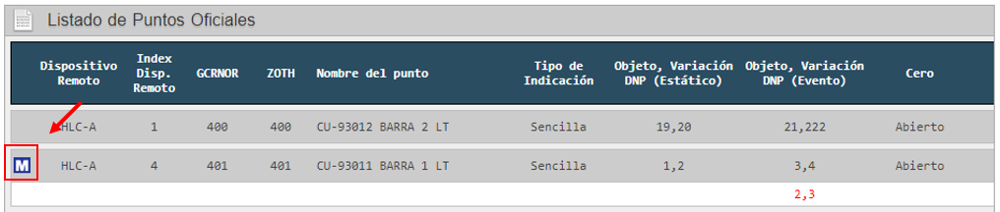 Listado de Puntos Oficiales
Dispositivo Remoto Index Disp. Remoto GCRNOR ZOTH Nombre del punto Tipo de Indicación Objeto, Variación DNP (Estático) Objeto, Variación DNP (Evento) Cero
HLC-A 1 400 400 CU-93012 BARRA 2 LT Sencilla 19,20 21,222 Abierto
M HLC-A 4 401 401 CU-93011 BARRA 1 LT Sencilla 1,2 3,4 Abierto
2,3